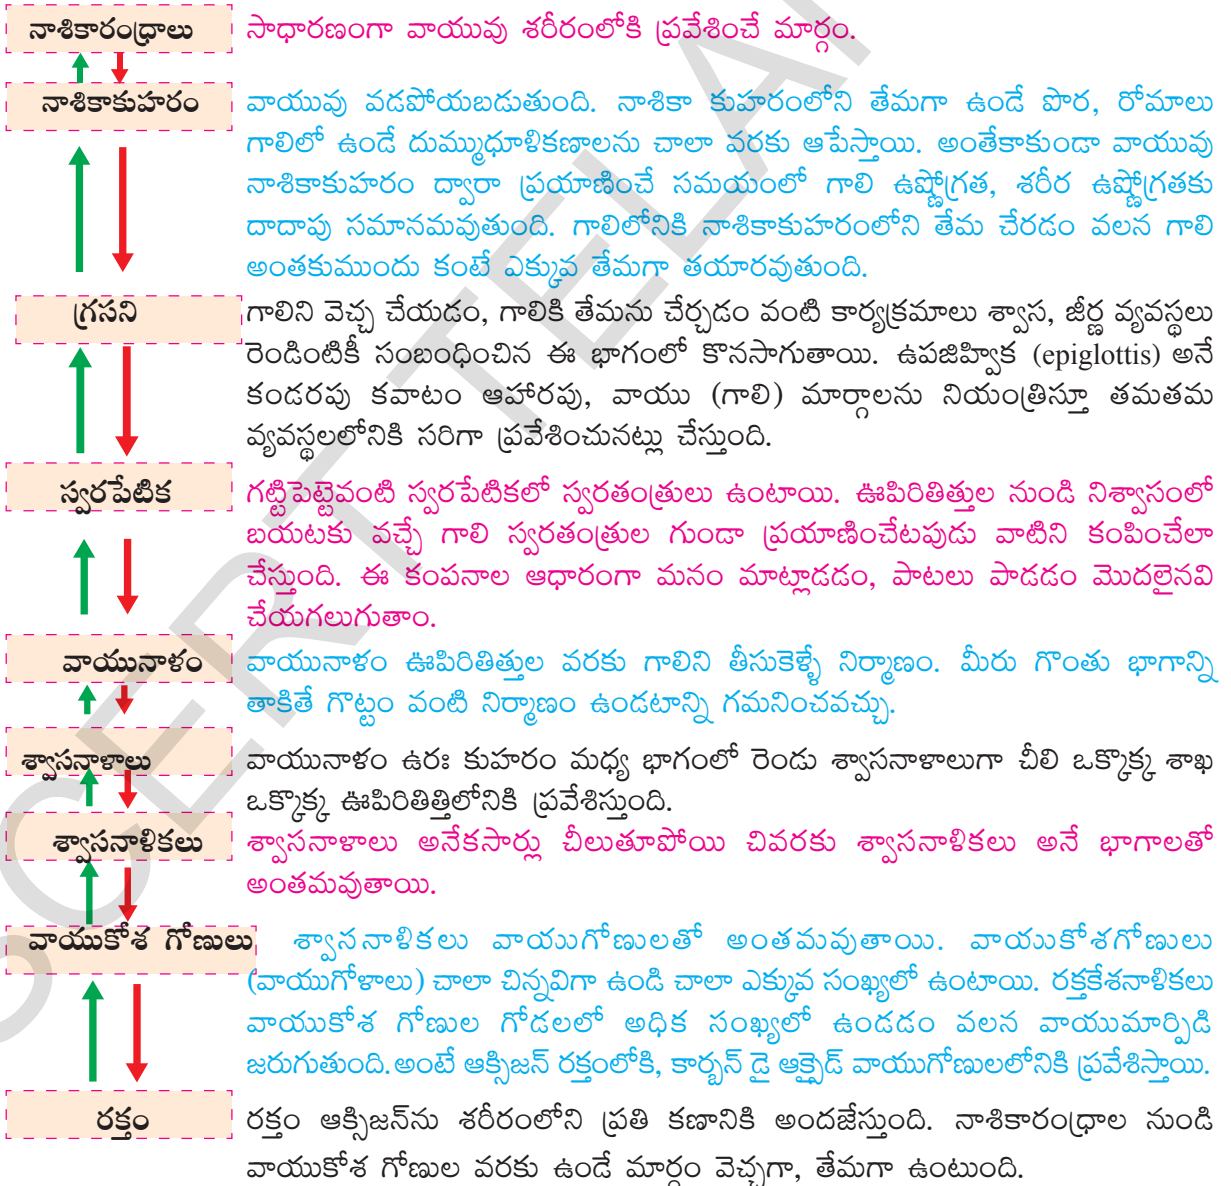 నాశికారంధ్రాలు సాధారణంగా వాయువు శరీరంలోకి ప్రవేశించే మార్గం.
నాశికాకుహరం వాయువు వడపోయబడుతుంది. నాశికా కుహరంలోని తేమగా ఉండే పొర, రోమాలు
గాలిలో ఉండే దుమ్ముధూళికణాలను చాలా వరకు ఆపేస్తాయి. అంతేకాకుండా వాయువు
నాశికాకుహరం ద్వారా ప్రయాణించే సమయంలో గాలి ఉష్ణోగ్రత, శరీర ఉష్ణోగ్రతకు
దాదాపు సమానమవుతుంది. గాలిలోనికి నాశికాకుహరంలోని తేమ చేరడం వలన గాలి
అంతకుముందు కంటే ఎక్కువ తేమగా తయారవుతుంది.
గ్రసని గాలిని వెచ్చ చేయడం, గాలికి తేమను చేర్చడం వంటి కార్యక్రమాలు శ్వాస, జీర్ణ వ్యవస్థలు
రెండింటికీ సంబంధించిన ఈ భాగంలో కొనసాగుతాయి. ఉపజిహ్విక (epiglottis) అనే
కండరపు కవాటం ఆహారపు, వాయు (గాలి) మార్గాలను నియంత్రిస్తూ తమతమ
వ్యవస్థలలోనికి సరిగా ప్రవేశించునట్లు చేస్తుంది.
స్వరపేటిక గట్టిపెట్టెవంటి స్వరపేటికలో స్వరతంత్రులు ఉంటాయి. ఊపిరితిత్తుల నుండి నిశ్వాసంలో
బయటకు వచ్చే గాలి స్వరతంత్రుల గుండా ప్రయాణించేటపుడు వాటిని కంపించేలా
చేస్తుంది. ఈ కంపనాల ఆధారంగా మనం మాట్లాడడం, పాటలు పాడడం మొదలైనవి
చేయగలుగుతాం.
వాయునాళం వాయునాళం ఊపిరితిత్తుల వరకు గాలిని తీసుకెళ్ళే నిర్మాణం. మీరు గొంతు భాగాన్ని
తాకితే గొట్టం వంటి నిర్మాణం ఉండటాన్ని గమనించవచ్చు.
శ్వాసనాళాలు వాయునాళం ఉరః కుహరం మధ్య భాగంలో రెండు శ్వాసనాళాలుగా చీలి ఒక్కొక్క శాఖ
ఒక్కొక్క ఊపిరితిత్తిలోనికి ప్రవేశిస్తుంది.
శ్వాసనాళికలు శ్వాసనాళాలు అనేకసార్లు చీలుతూపోయి చివరకు శ్వాసనాళికలు అనే భాగాలతో
అంతమవుతాయి.
వాయుకోశ గోణులు శ్వాసనాళికలు వాయుగోణులతో అంతమవుతాయి. వాయుకోశగోణులు
(వాయుగోళాలు) చాలా చిన్నవిగా ఉండి చాలా ఎక్కువ సంఖ్యలో ఉంటాయి. రక్తకేశనాళికలు
వాయుకోశ గోణుల గోడలలో అధిక సంఖ్యలో ఉండడం వలన వాయుమార్పిడి
జరుగుతుంది.అంటే ఆక్సిజన్ రక్తంలోకి, కార్బన్ డై ఆక్సైడ్ వాయుగోణులలోనికి ప్రవేశిస్తాయి.
రక్తం రక్తం ఆక్సిజన్‌ను శరీరంలోని ప్రతి కణానికి అందజేస్తుంది. నాశికారంధ్రాల నుండి
వాయుకోశ గోణుల వరకు ఉండే మార్గం వెచ్చగా, తేమగా ఉంటుంది.